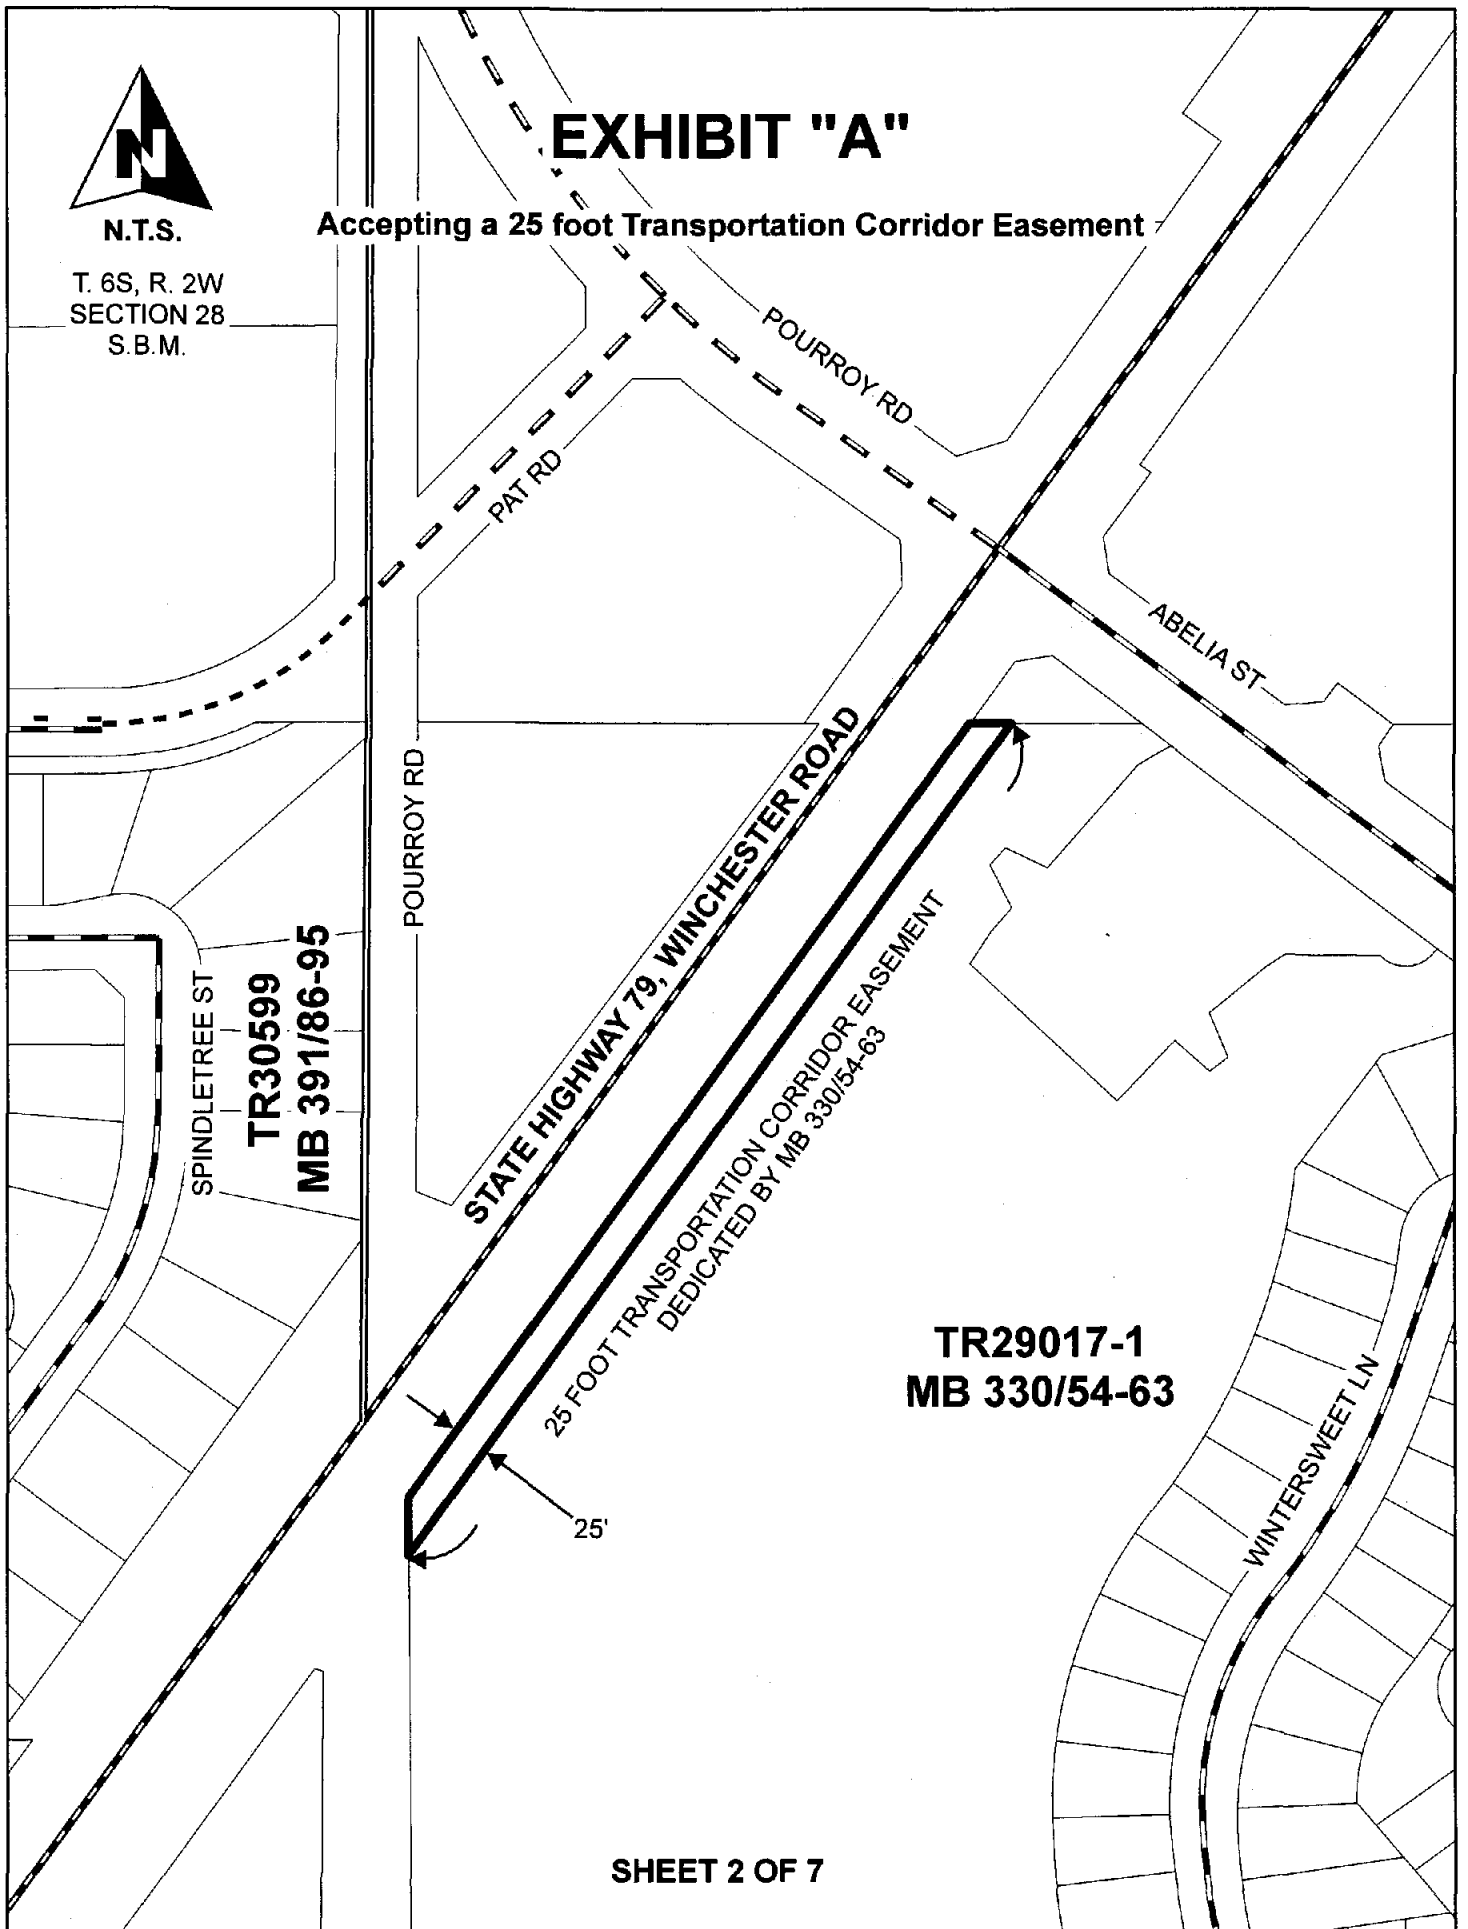 EXHIBIT "A"
N
N.T.S.
Accepting a 25 foot Transportation Corridor Easement
T. 6S, R. 2W
SECTION 28
S.B.M.
POURROY RD
PAT RD
ABELIA ST
POURROY RD
STATE HIGHWAY 79, WINCHESTER ROAD
SPINDLETREE ST
TR30599
MB 391/86-95
25 FOOT TRANSPORTATION CORRIDOR EASEMENT
DEDICATED BY MB 330/54-63
TR29017-1
MB 330/54-63
WINTERSWEET LN
25'
SHEET 2 OF 7